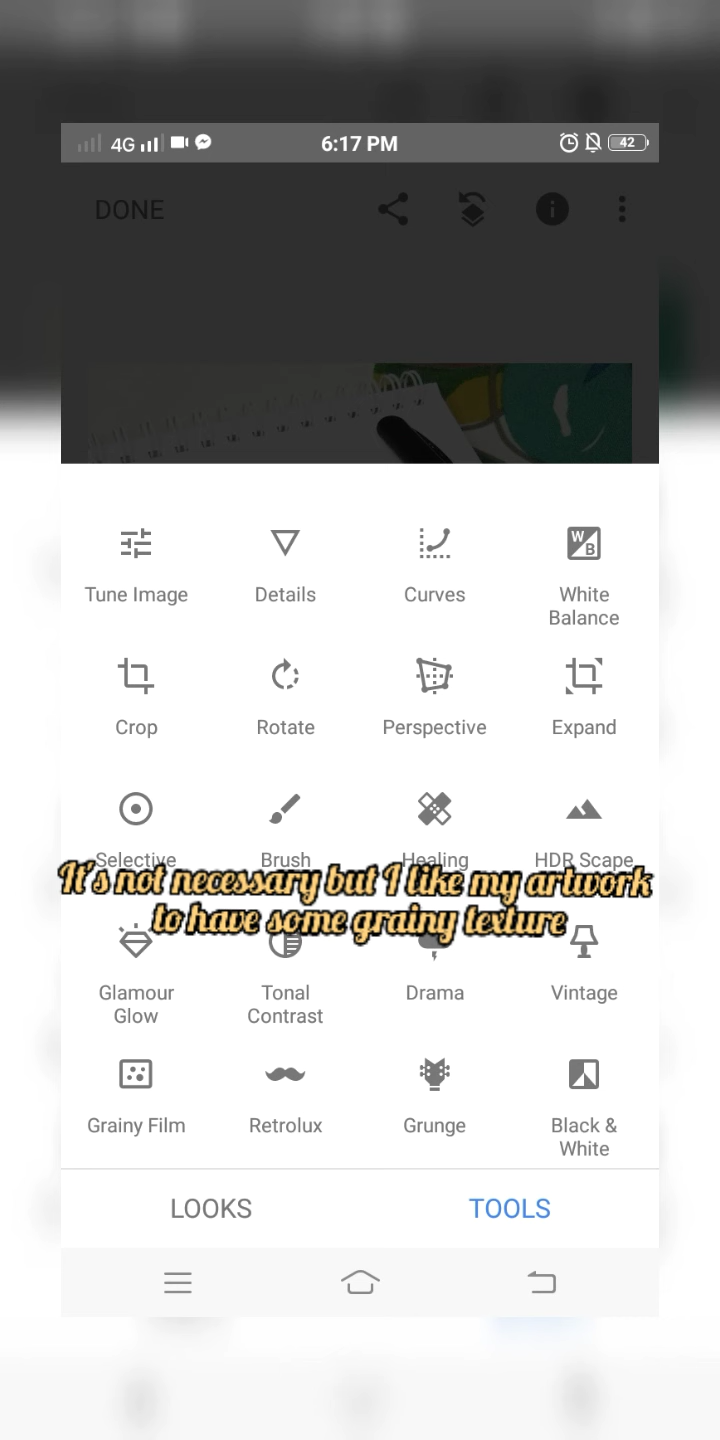 4G 6:17 PM 42
DONE
Tune Image Details Curves White
Balance
Crop Rotate Perspective Expand
Selective Brush Healing HDR Scape
It's not necessary but I like my artwork
to have some grainy texture
Glamour Tonal Drama Vintage
Glow Contrast
Grainy Film Retrolux Grunge Black &
White
LOOKS TOOLS